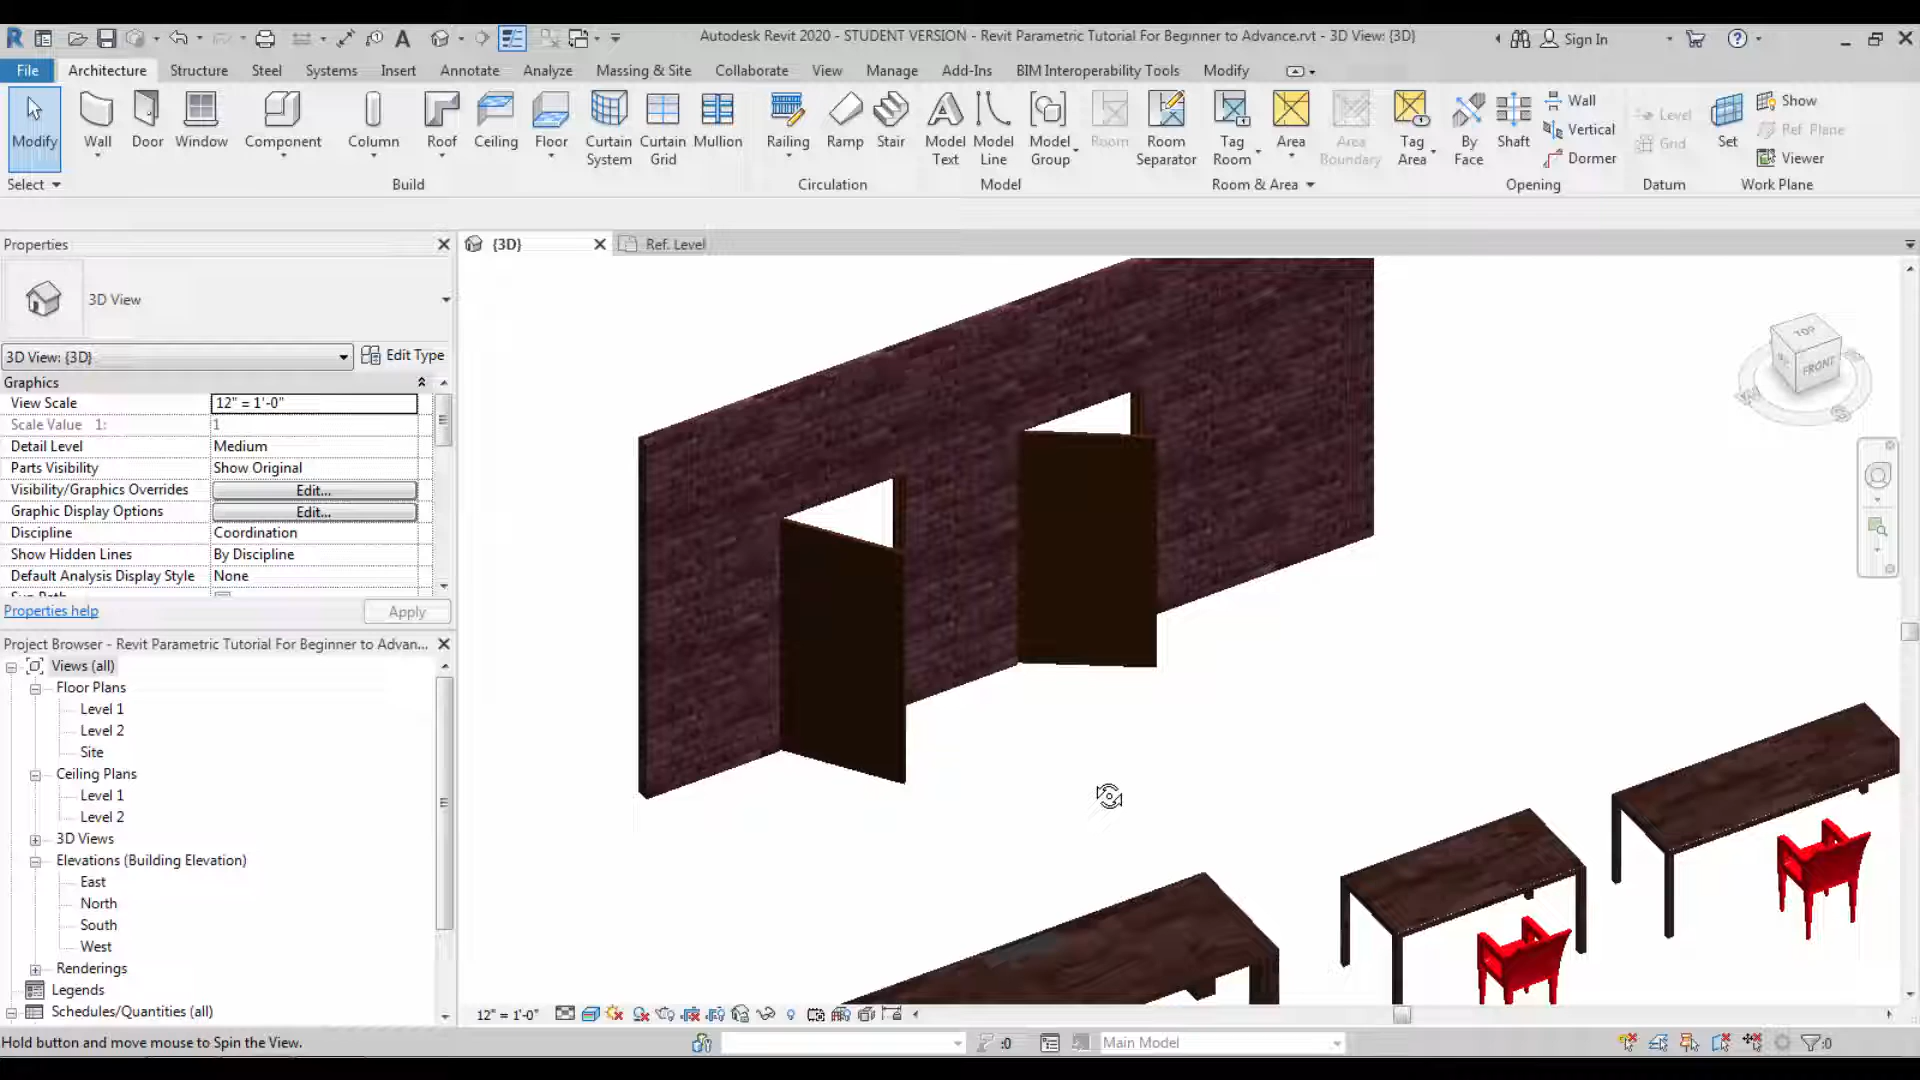 Autodesk Revit 2020 - STUDENT VERSION - Revit Parametric Tutorial For Beginner to Advance.rvt - 3D View: {3D}
Sign In
File Architecture Structure Steel Systems Insert Annotate Analyze Massing & Site Collaborate View Manage Add-Ins BIM Interoperability Tools Modify
Modify Wall Door Window Component Column Roof Ceiling Floor Curtain System Curtain Grid Mullion Railing Ramp Stair Model Text Model Line Model Group Room Room Separator Tag Room Area Area Boundary Tag Area By Face Shaft Wall Vertical Dormer Level Grid Set Show Ref Plane Viewer
Select Build Circulation Model Room & Area Opening Datum Work Plane
Properties
{3D} Ref. Level
3D View
3D View: {3D} Edit Type
Graphics
View Scale 12" = 1'-0"
Scale Value 1: 1
Detail Level Medium
Parts Visibility Show Original
Visibility/Graphics Overrides Edit...
Graphic Display Options Edit...
Discipline Coordination
Show Hidden Lines By Discipline
Default Analysis Display Style None
Properties help Apply
TOP
FRONT
Project Browser - Revit Parametric Tutorial For Beginner to Advan...
Views (all)
Floor Plans
Level 1
Level 2
Site
Ceiling Plans
Level 1
Level 2
3D Views
Elevations (Building Elevation)
East
North
South
West
Renderings
Legends
Schedules/Quantities (all)
12" = 1'-0"
Hold button and move mouse to Spin the View. :0 Main Model :0